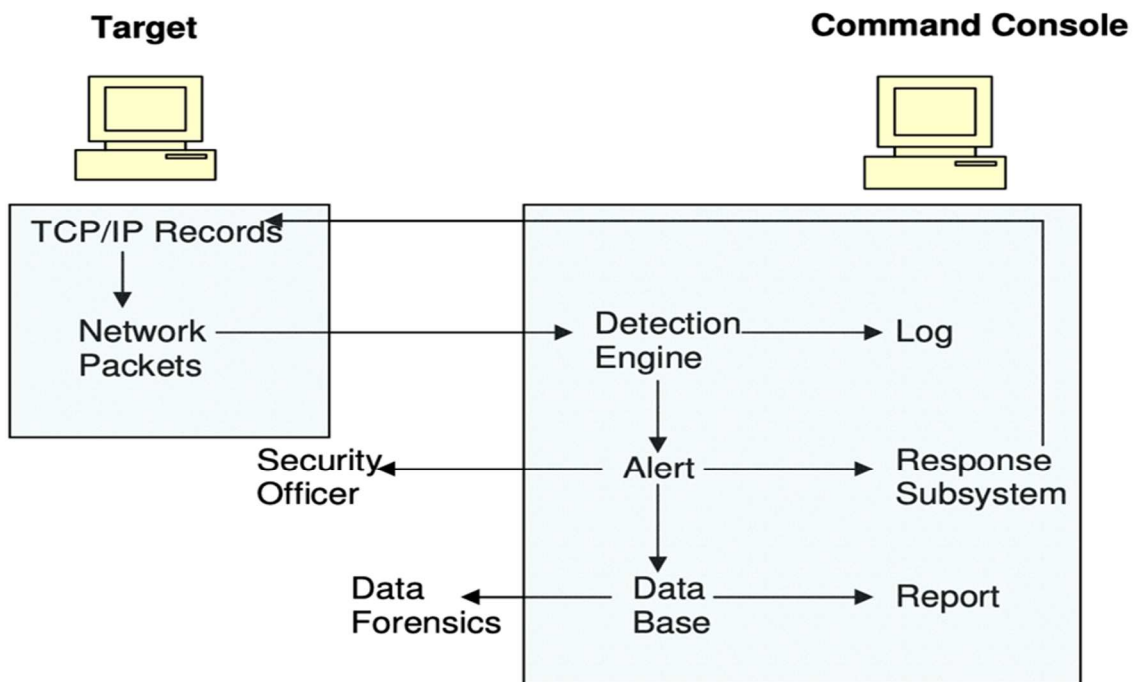 Target
Command Console
TCP/IP Records
Network
Packets
Detection
Engine
Log
Security
Officer
Alert
Response
Subsystem
Data
Forensics
Data
Base
Report